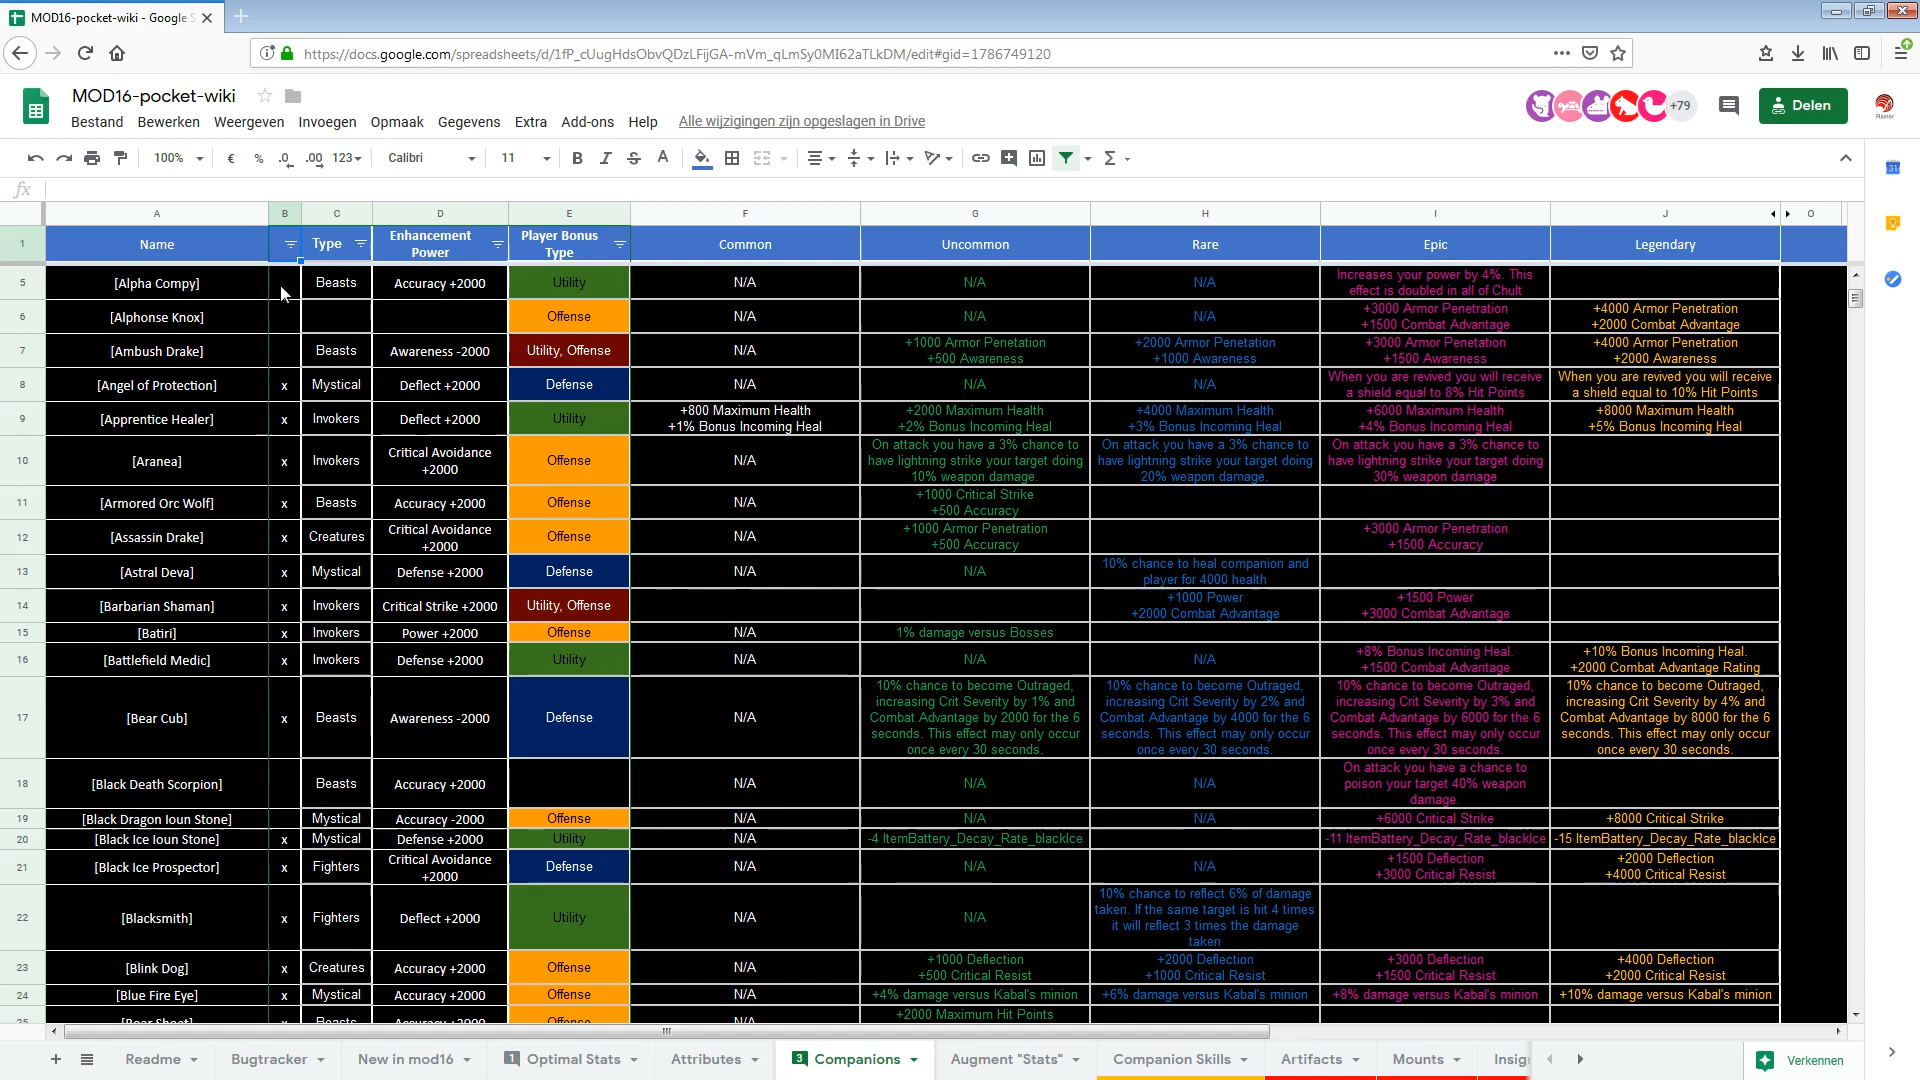 MOD16-pocket-wiki - Google S
https://docs.google.com/spreadsheets/d/1fP_cUugHdsObvQDzLFijGA-mVm_qLmSy0MI62aTLkDM/edit#gid=1786749120
MOD16-pocket-wiki
+79
Delen
Bestand Bewerken Weergeven Invoegen Opmaak Gegevens Extra Add-ons Help Alle wijzigingen zijn opgeslagen in Drive
100% € % .0 .00 123 Calibri 11 B I S A Σ
fx
A B C D E F G H I J O
1 Name Type Enhancement Power Player Bonus Type Common Uncommon Rare Epic Legendary
5 [Alpha Compy] Beasts Accuracy +2000 Utility N/A N/A N/A Increases your power by 4%. This
effect is doubled in all of Chult
6 [Alphonse Knox] Offense N/A N/A N/A +3000 Armor Penetration +4000 Armor Penetration
+1500 Combat Advantage +2000 Combat Advantage
7 [Ambush Drake] Beasts Awareness -2000 Utility, Offense N/A +1000 Armor Penetation +2000 Armor Penetration +3000 Armor Penetration +4000 Armor Penetration
+500 Awareness +1000 Awareness +1500 Awareness +2000 Awareness
8 [Angel of Protection] x Mystical Deflect +2000 Defense N/A N/A N/A When you are revived you will receive When you are revived you will receive
a shield equal to 8% Hit Points a shield equal to 10% Hit Points
9 [Apprentice Healer] x Invokers Deflect +2000 Utility +800 Maximum Health +2000 Maximum Health +4000 Maximum Health +6000 Maximum Health +8000 Maximum Health
+1% Bonus Incoming Heal +2% Bonus Incoming Heal +3% Bonus Incoming Heal +4% Bonus Incoming Heal +5% Bonus Incoming Heal
10 [Aranea] x Invokers Critical Avoidance +2000 Offense N/A On attack you have a 3% chance to On attack you have a 3% chance to On attack you have a 3% chance to
have lightning strike your target doing have lightning strike your target doing have lightning strike your target doing
10% weapon damage. 20% weapon damage. 30% weapon damage
11 [Armored Orc Wolf] x Beasts Accuracy +2000 Offense N/A +1000 Critical Strike
+500 Accuracy
12 [Assassin Drake] x Creatures Critical Avoidance +2000 Offense N/A +1000 Armor Penetration +3000 Armor Penetration
+500 Accuracy +1500 Accuracy
13 [Astral Deva] x Mystical Defense +2000 Defense N/A N/A 10% chance to heal companion and
player for 4000 health
14 [Barbarian Shaman] x Invokers Critical Strike +2000 Utility, Offense +1000 Power +1500 Power
+2000 Combat Advantage +3000 Combat Advantage
15 [Batiri] x Invokers Power +2000 Offense N/A 1% damage versus Bosses
16 [Battlefield Medic] x Invokers Defense +2000 Utility N/A N/A N/A +8% Bonus Incoming Heal. +10% Bonus Incoming Heal.
+1500 Combat Advantage +2000 Combat Advantage Rating
17 [Bear Cub] x Beasts Awareness -2000 Defense N/A 10% chance to become Outraged, 10% chance to become Outraged, 10% chance to become Outraged, 10% chance to become Outraged,
increasing Crit Severity by 1% and increasing Crit Severity by 2% and increasing Crit Severity by 3% and increasing Crit Severity by 4% and
Combat Advantage by 2000 for the 6 Combat Advantage by 4000 for the 6 Combat Advantage by 6000 for the 6 Combat Advantage by 8000 for the 6
seconds. This effect may only occur seconds. This effect may only occur seconds. This effect may only occur seconds. This effect may only occur
once every 30 seconds. once every 30 seconds. once every 30 seconds. once every 30 seconds.
18 [Black Death Scorpion] Beasts Accuracy +2000 N/A N/A N/A On attack you have a chance to
poison your target 40% weapon
damage.
19 [Black Dragon Ioun Stone] Mystical Accuracy -2000 Offense N/A N/A N/A +6000 Critical Strike +8000 Critical Strike
20 [Black Ice Ioun Stone] x Mystical Defense +2000 Utility N/A -4 ItemBattery_Decay_Rate_blackIce -11 ItemBattery_Decay_Rate_blackIce -15 ItemBattery_Decay_Rate_blackIce
21 [Black Ice Prospector] x Fighters Critical Avoidance +2000 Defense N/A N/A N/A +1500 Deflection +2000 Deflection
+3000 Critical Resist +4000 Critical Resist
22 [Blacksmith] x Fighters Deflect +2000 Utility N/A N/A 10% chance to reflect 6% of damage
taken. If the same target is hit 4 times
it will reflect 3 times the damage
taken
23 [Blink Dog] x Creatures Accuracy +2000 Offense N/A +1000 Deflection +2000 Deflection +3000 Deflection +4000 Deflection
+500 Critical Resist +1000 Critical Resist +1500 Critical Resist +2000 Critical Resist
24 [Blue Fire Eye] x Mystical Accuracy +2000 Offense N/A +4% damage versus Kabal's minion +6% damage versus Kabal's minion +8% damage versus Kabal's minion +10% damage versus Kabal's minion
25 x Beasts Accuracy +2000 Offense N/A +2000 Maximum Hit Points
Readme Bugtracker New in mod16 1 Optimal Stats Attributes 3 Companions Augment "Stats" Companion Skills Artifacts Mounts Insig Verkennen